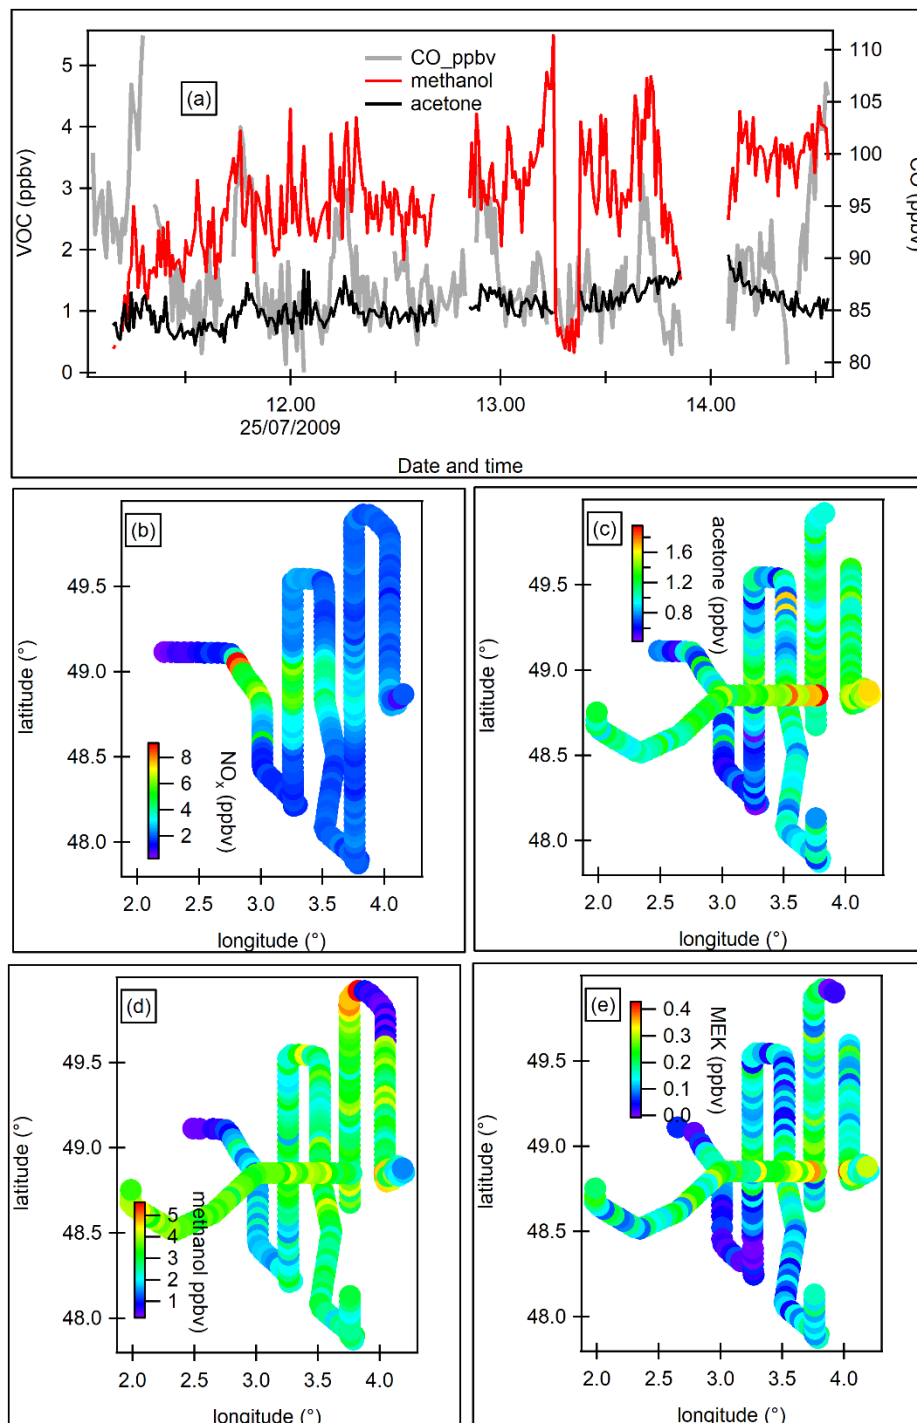 (a)
CO_ppbv
methanol
acetone
5
4
3
2
1
0
VOC (ppbv)
110
105
100
95
90
85
80
CO (ppbv)
12.00
13.00
14.00
25/07/2009
Date and time
(b)
49.5
49.0
48.5
48.0
latitude (°)
8
6
4
2
NOx (ppbv)
2.0 2.5 3.0 3.5 4.0
longitude (°)
(c)
1.6
1.2
0.8
acetone (ppbv)
49.5
49.0
48.5
48.0
latitude (°)
2.0 2.5 3.0 3.5 4.0
longitude (°)
(d)
49.5
49.0
48.5
48.0
latitude (°)
5
4
3
2
1
methanol ppbv)
2.0 2.5 3.0 3.5 4.0
longitude (°)
(e)
0.4
0.3
0.2
0.1
0.0
MEK (ppbv)
49.5
49.0
48.5
48.0
latitude (°)
2.0 2.5 3.0 3.5 4.0
longitude (°)